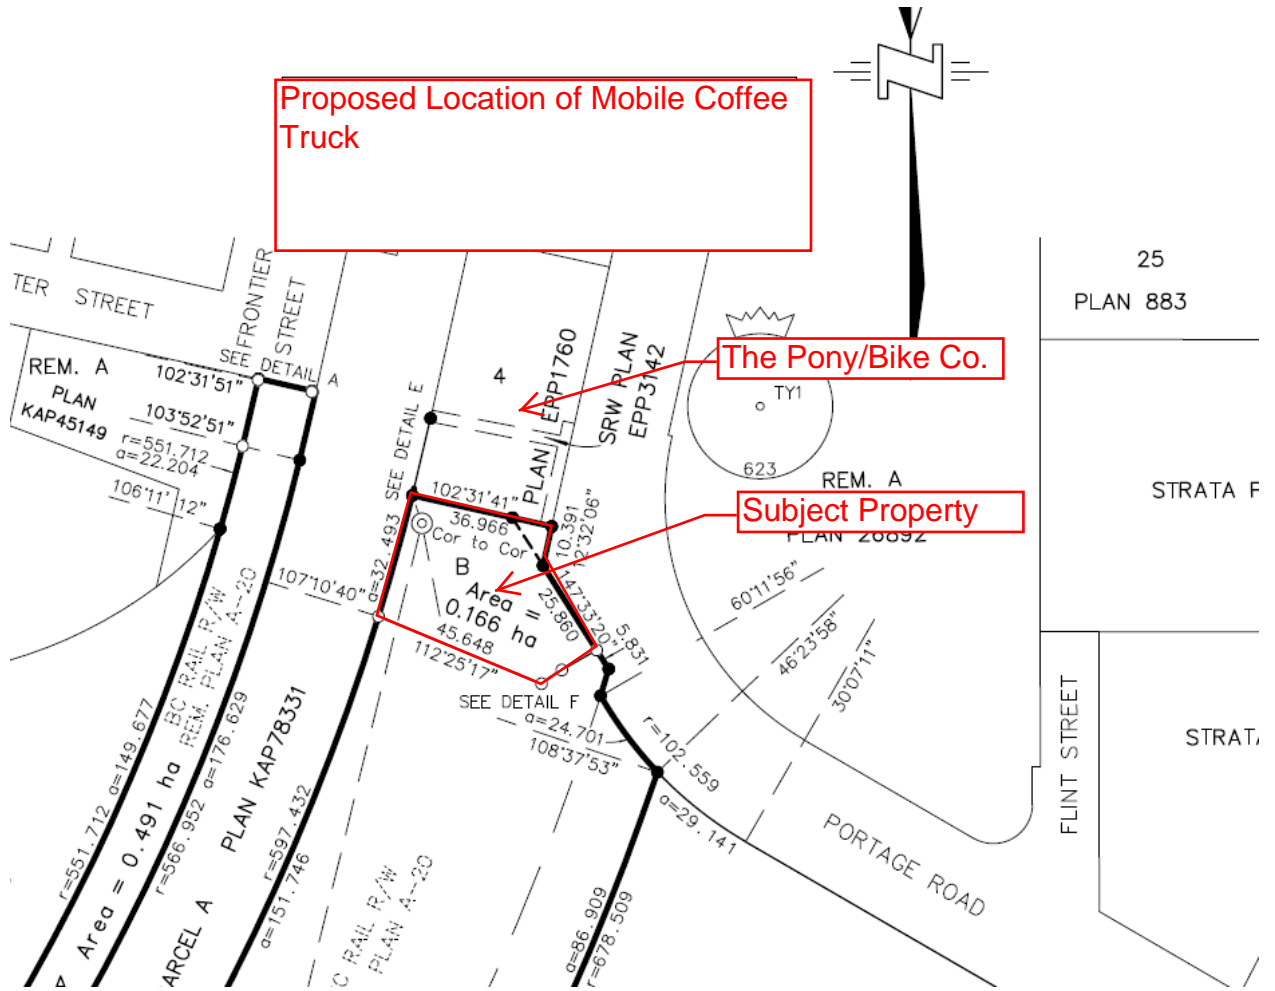 Proposed Location of Mobile Coffee
Truck
25
PLAN 883
TER STREET
FRONTIER
STREET
SEE DETAIL A
REM. A
PLAN
KAP45149
102°31'51"
103°52'51"
r=551.712
a=22.204
106°11'12"
SEE DETAIL E
4
PLAN EPP1760
SRW PLAN
EPP3142
The Pony/Bike Co.
TY1
623
REM. A
PLAN 26892
STRATA P
Subject Property
102°31'41"
36.966
Cor to Cor
10.391
12°32'06"
a=32.493
107°10'40"
B
Area =
0.166 ha
147°33'20"
25.860
5.831
45.648
112°25'17"
SEE DETAIL F
a=24.701
108°37'53"
60°11'56"
46°23'58"
30°07'11"
r=102.559
a=29.141
PORTAGE ROAD
FLINT STREET
STRATA
BC RAIL R/W
REM. PLAN A-20
r=551.712 a=149.677
Area = 0.491 ha
r=566.952 a=176.629
PLAN KAP78331
ARCEL A
r=597.432
a=151.746
C RAIL R/W
PLAN A-20
a=86.909
r=678.509